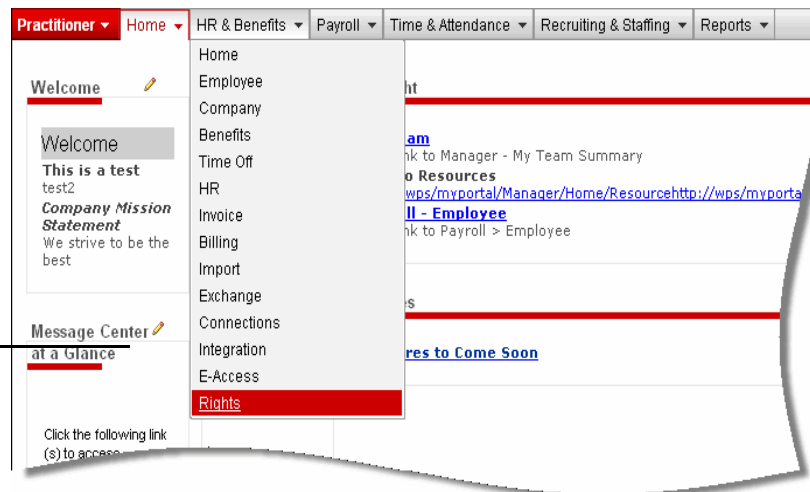 Practitioner Home HR & Benefits Payroll Time & Attendance Recruiting & Staffing Reports
Home
Employee
Company
Benefits
Time Off
HR
Invoice
Billing
Import
Exchange
Connections
Integration
E-Access
Rights
Welcome
Welcome
This is a test
test2
Company Mission
Statement
We strive to be the
best
Message Center
at a Glance
Click the following link
(s) to access
ht
am
nk to Manager - My Team Summary
o Resources
wps/myportal/Manager/Home/Resourcehttp://wps/myporta
ll - Employee
nk to Payroll > Employee
s
res to Come Soon